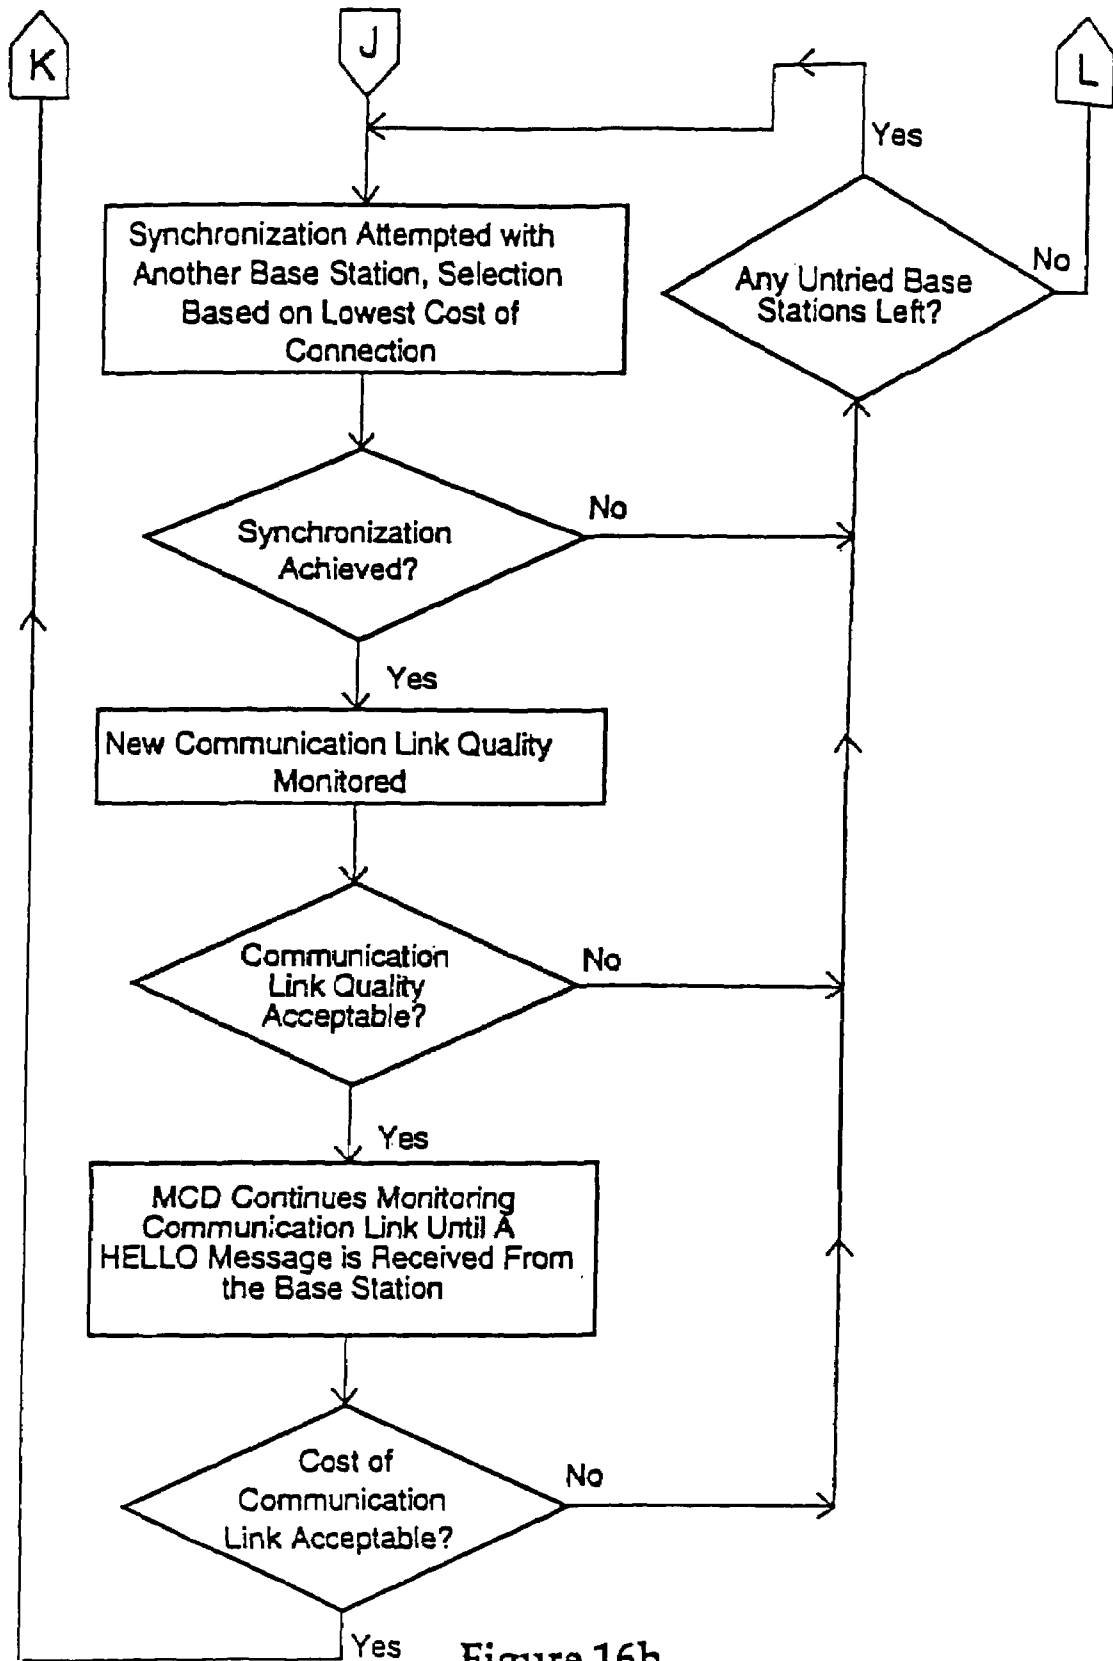 K
J
L
Yes
Synchronization Attempted with
Another Base Station, Selection
Based on Lowest Cost of
Connection
Any Untried Base
Stations Left?
No
Synchronization
Achieved?
No
Yes
New Communication Link Quality
Monitored
Communication
Link Quality
Acceptable?
No
Yes
MCD Continues Monitoring
Communication Link Until A
HELLO Message is Received From
the Base Station
Cost of
Communication
Link Acceptable?
No
Yes
Figure 16b